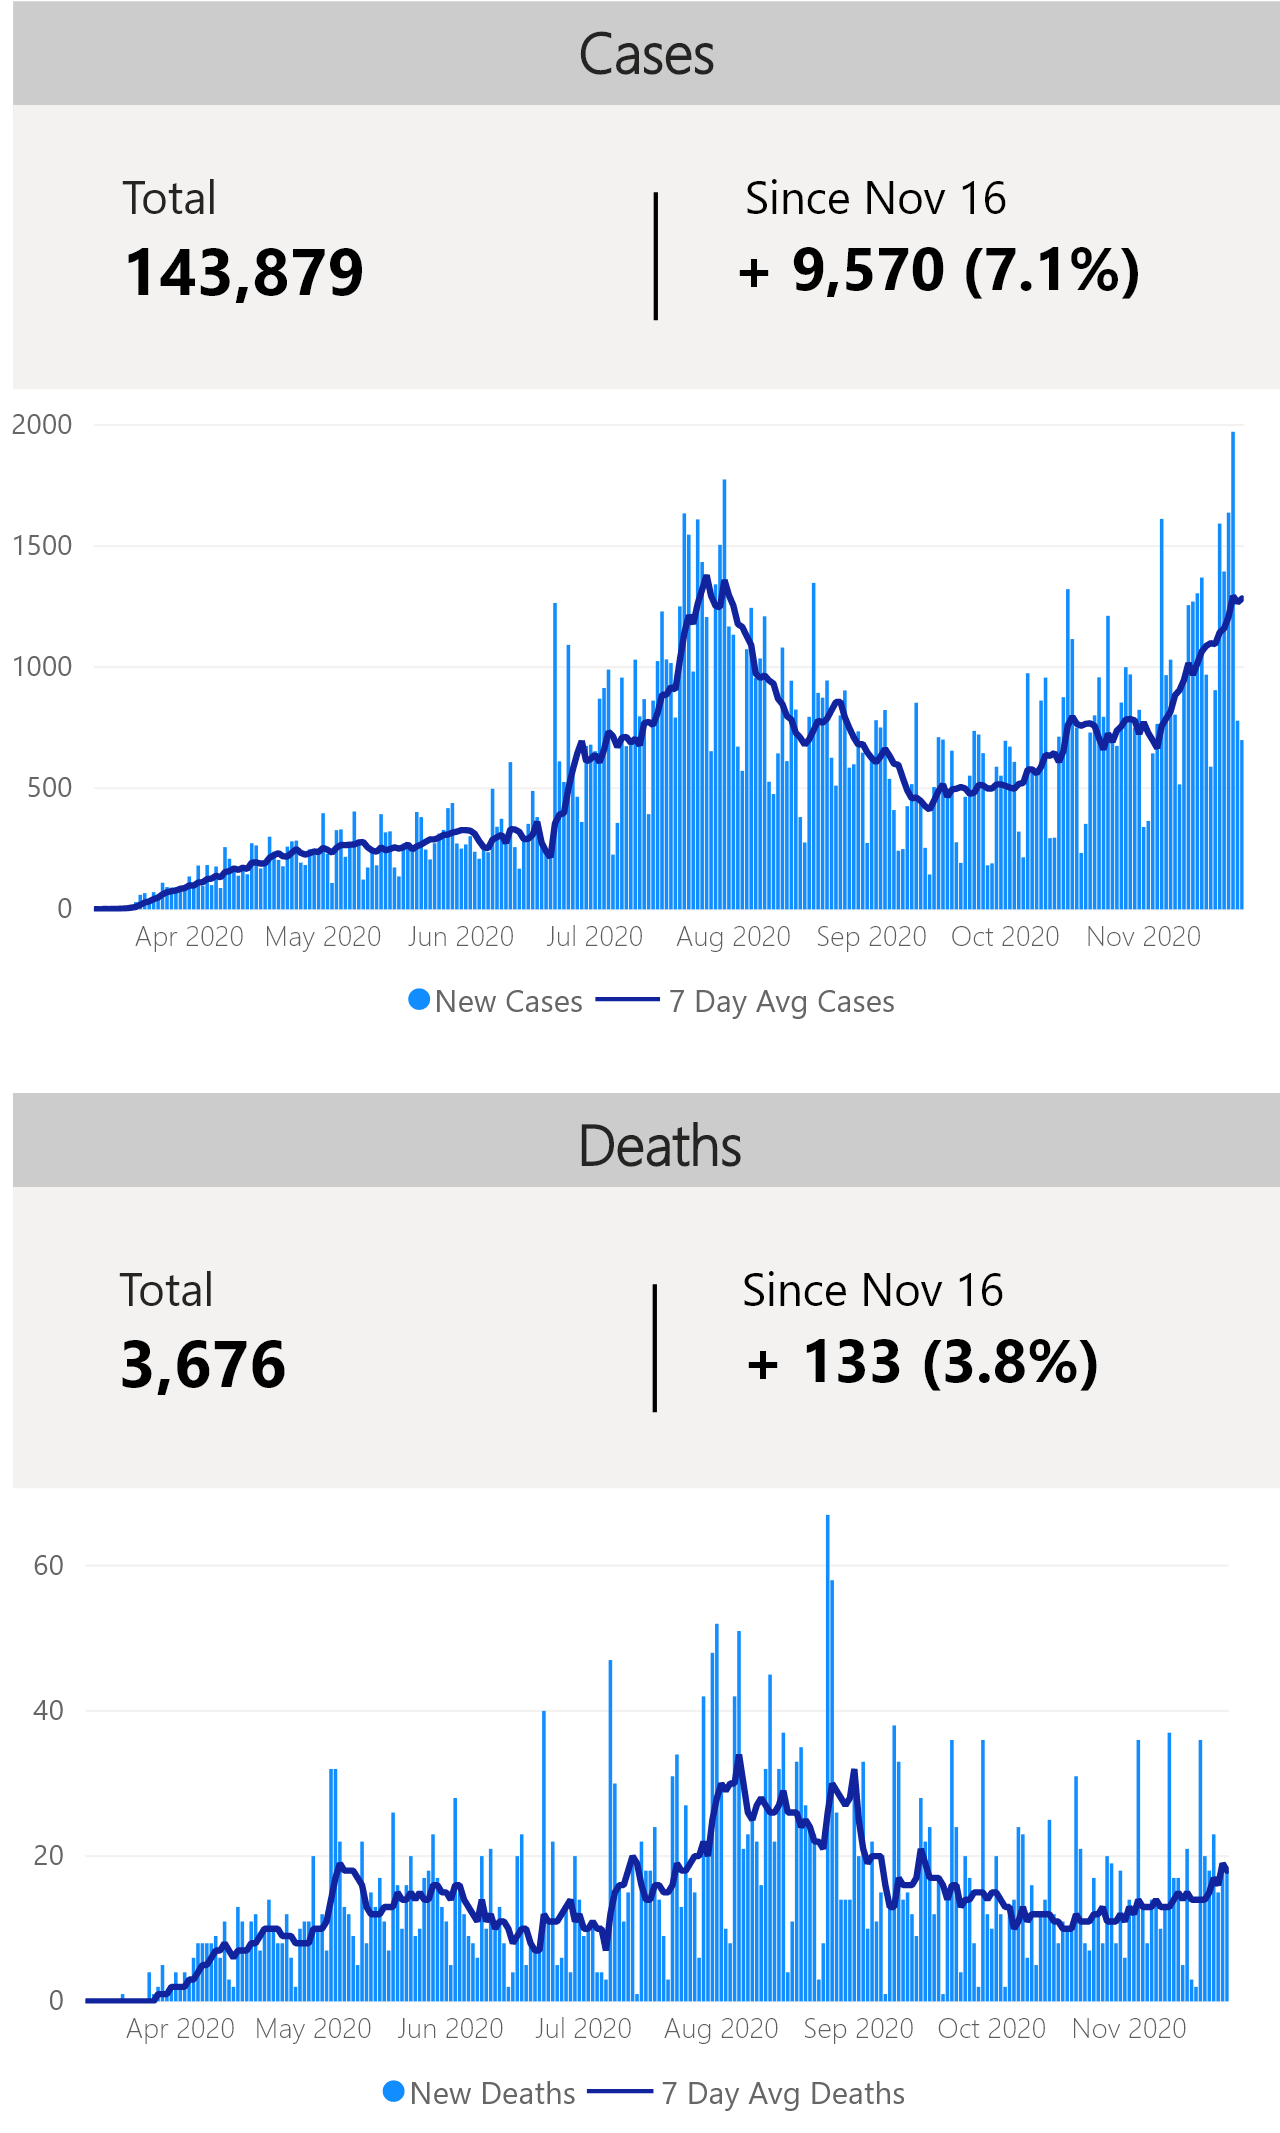 Cases
Total
Since Nov 16
143,879
+ 9,570 (7.1%)
2000
1500
1000
500
0
Apr 2020 May 2020 Jun 2020 Jul 2020 Aug 2020 Sep 2020 Oct 2020 Nov 2020
New Cases 7 Day Avg Cases
Deaths
Total
Since Nov 16
3,676
+ 133 (3.8%)
60
40
20
0
Apr 2020 May 2020 Jun 2020 Jul 2020 Aug 2020 Sep 2020 Oct 2020 Nov 2020
New Deaths 7 Day Avg Deaths